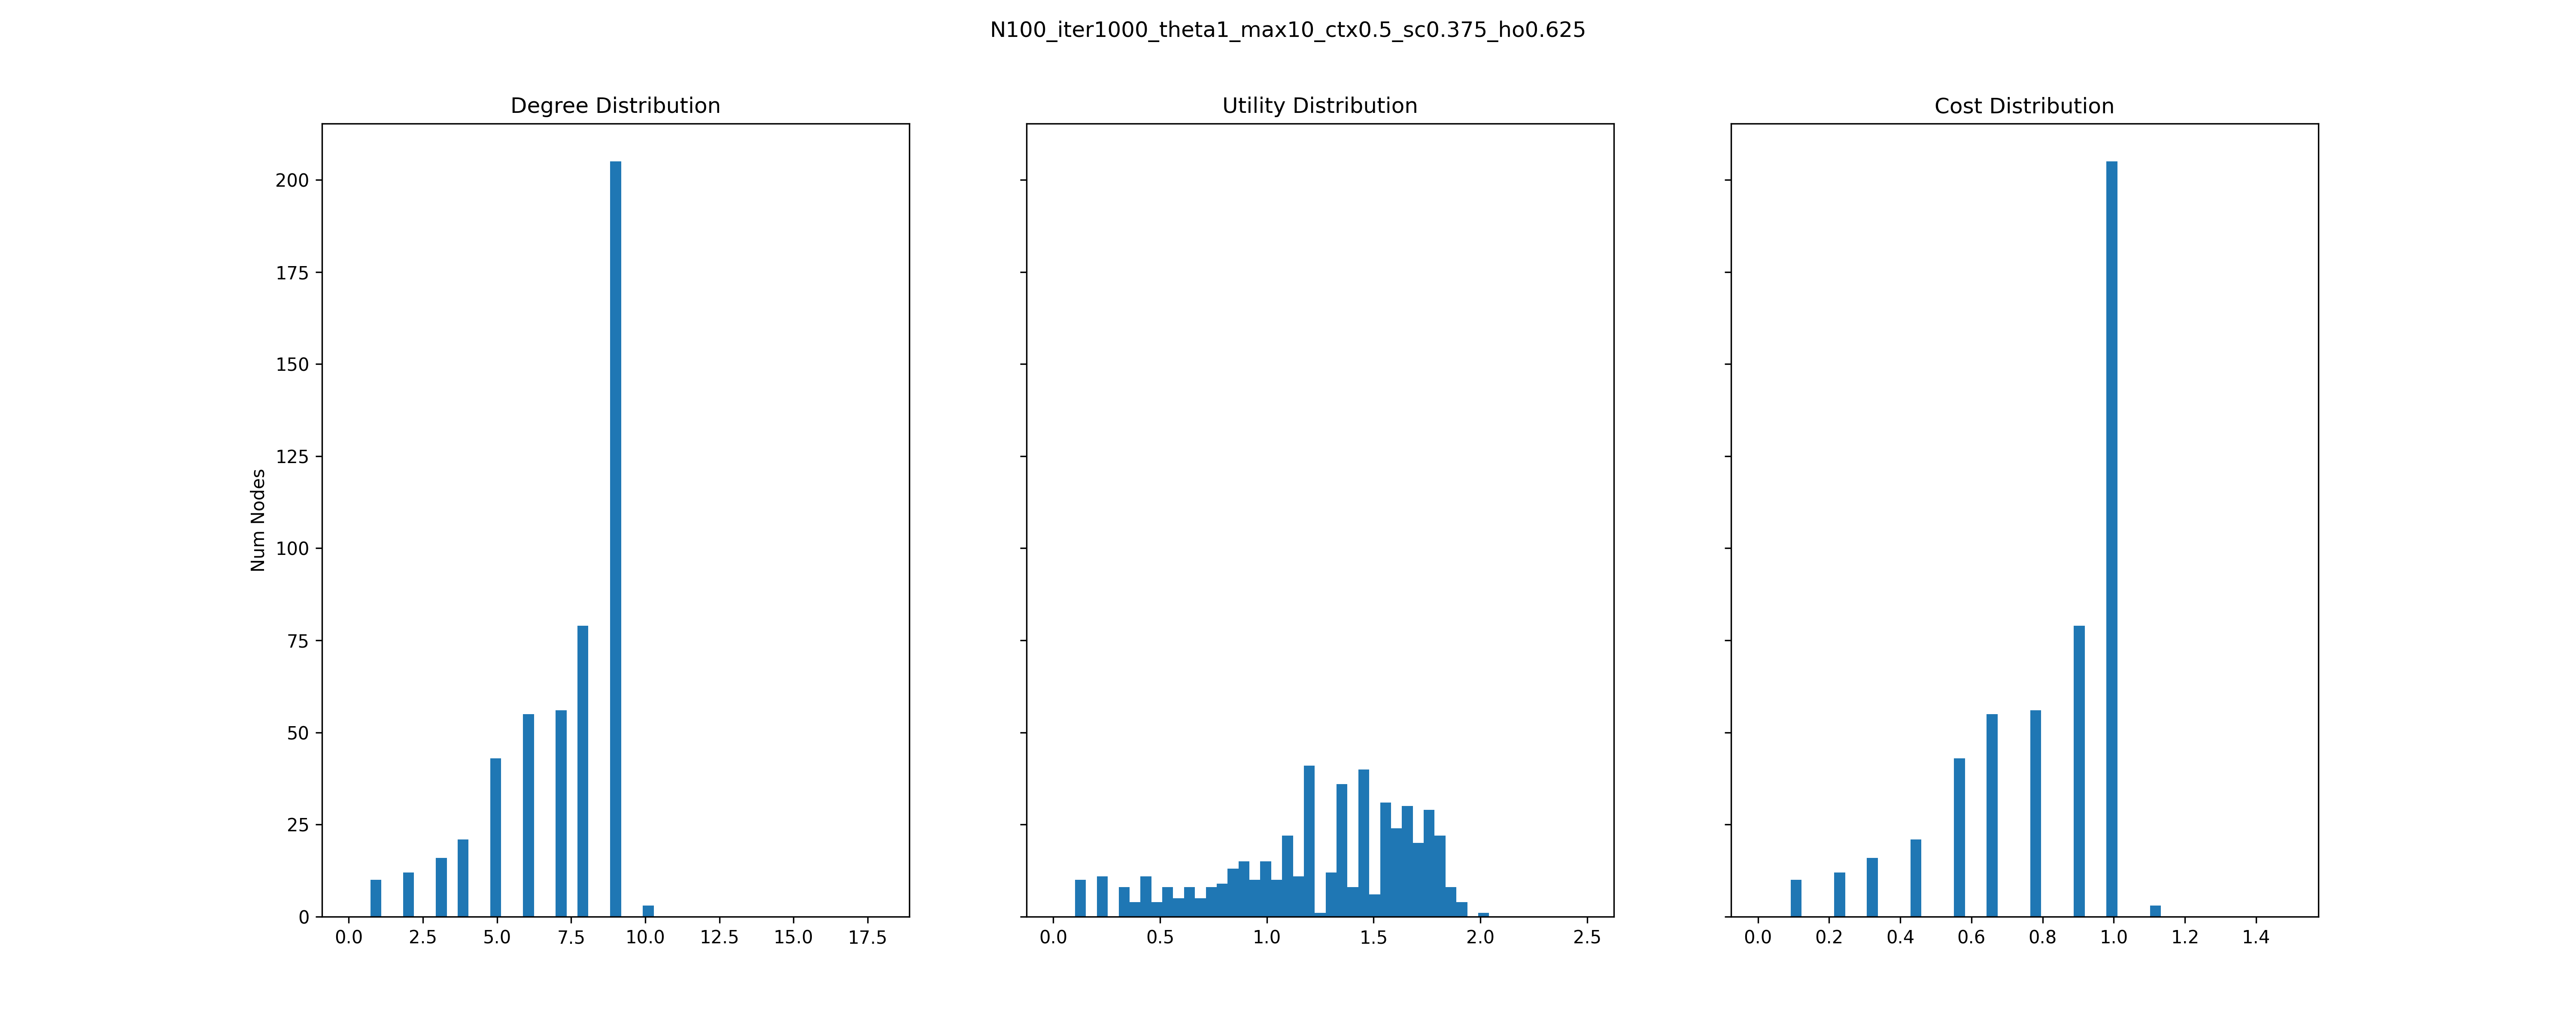 N100_iter1000_theta1_max10_ctx0.5_sc0.375_ho0.625
Degree Distribution
Utility Distribution
Cost Distribution
Num Nodes
200
175
150
125
100
75
50
25
0
0.0 2.5 5.0 7.5 10.0 12.5 15.0 17.5
0.0 0.5 1.0 1.5 2.0 2.5
0.0 0.2 0.4 0.6 0.8 1.0 1.2 1.4